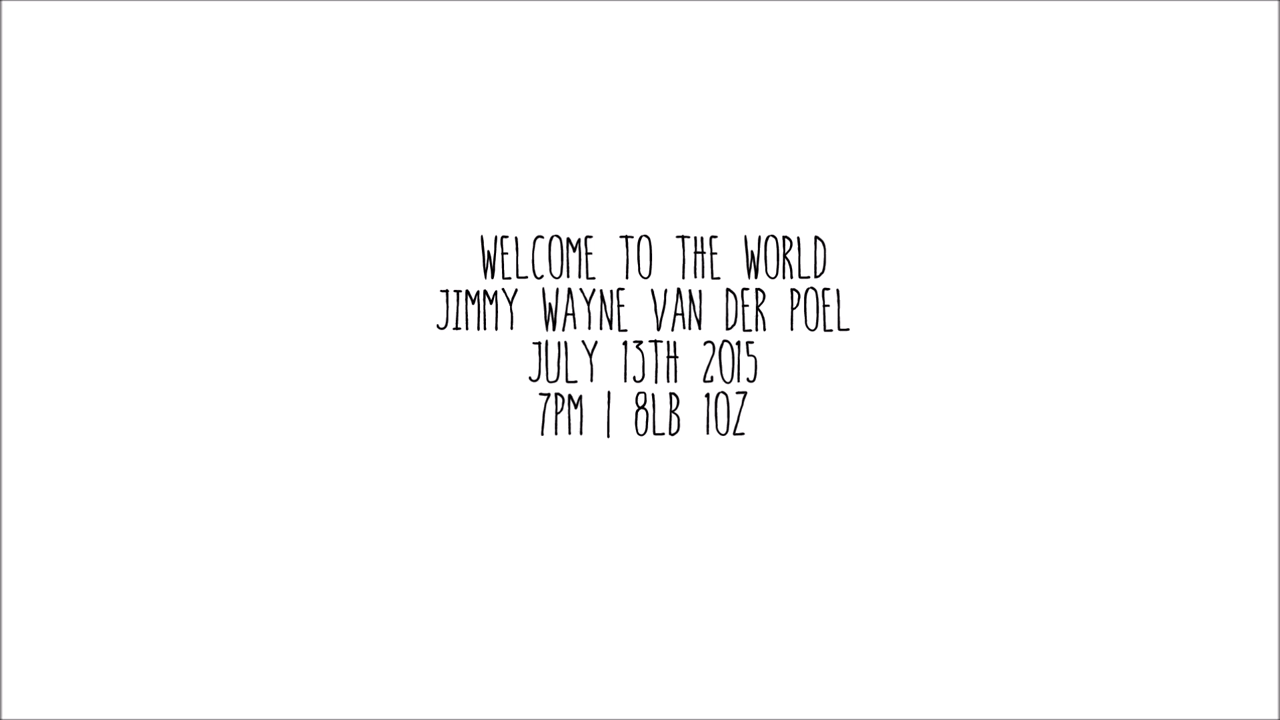 WELCOME TO THE WORLD
JIMMY WAYNE VAN DER POEL
JULY 13TH 2015
7PM | 8LB 1OZ